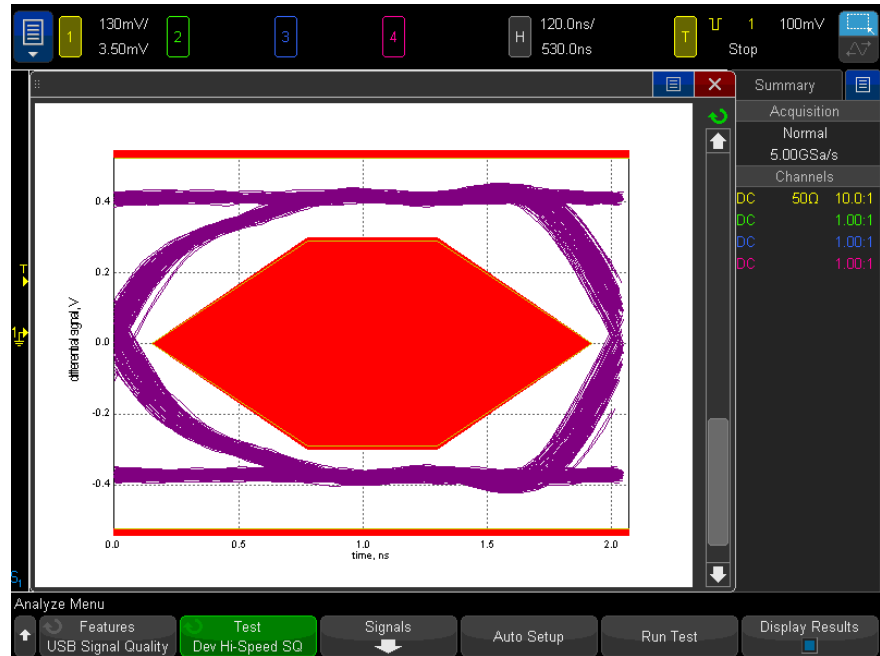 1 130mV/ 2 3 4 H 120.0ns/ T 1 100mV
3.50mV 530.0ns Stop
Summary
Acquisition
Normal
5.00GSa/s
Channels
DC 50Ω 10.0:1
DC 1.00:1
DC 1.00:1
DC 1.00:1
T
1
differential signal, V
0.4
0.2
0.0
-0.2
-0.4
0.0 0.5 1.0 1.5 2.0
time, ns
S1
Analyze Menu
Features
USB Signal Quality
Test
Dev Hi-Speed SQ
Signals
Auto Setup
Run Test
Display Results